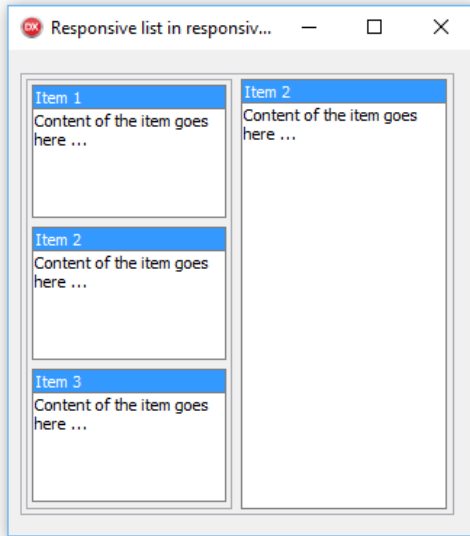 DX Responsive list in responsiv...
Item 1
Content of the item goes
here ...
Item 2
Content of the item goes
here ...
Item 3
Content of the item goes
here ...
Item 2
Content of the item goes
here ...